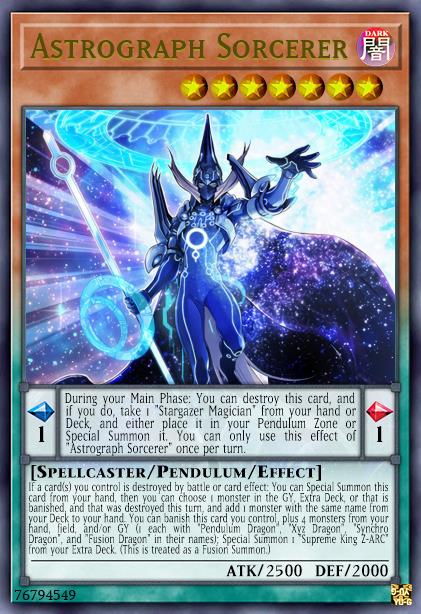 ASTROGRAPH SORCERER
DARK
闇
During your Main Phase: You can destroy this card, and
if you do, take 1 "Stargazer Magician" from your hand or
Deck, and either place it in your Pendulum Zone or
Special Summon it. You can only use this effect of
"Astrograph Sorcerer" once per turn.
1
1
[SPELLCASTER/PENDULUM/EFFECT]
If a card(s) you control is destroyed by battle or card effect: You can Special Summon
this card from your hand, then you can choose 1 monster in the GY, Extra Deck, or that is
banished, and that was destroyed this turn, and add 1 monster with the same name from
your Deck to your hand. You can banish this card you control, plus 4 monsters from your
hand, field, and/or GY (1 each with "Pendulum Dragon", "Xyz Dragon", "Synchro
Dragon", and "Fusion Dragon" in their names); Special Summon 1 "Supreme King Z-ARC"
from your Extra Deck. (This is treated as a Fusion Summon.)
ATK/2500 DEF/2000
76794549